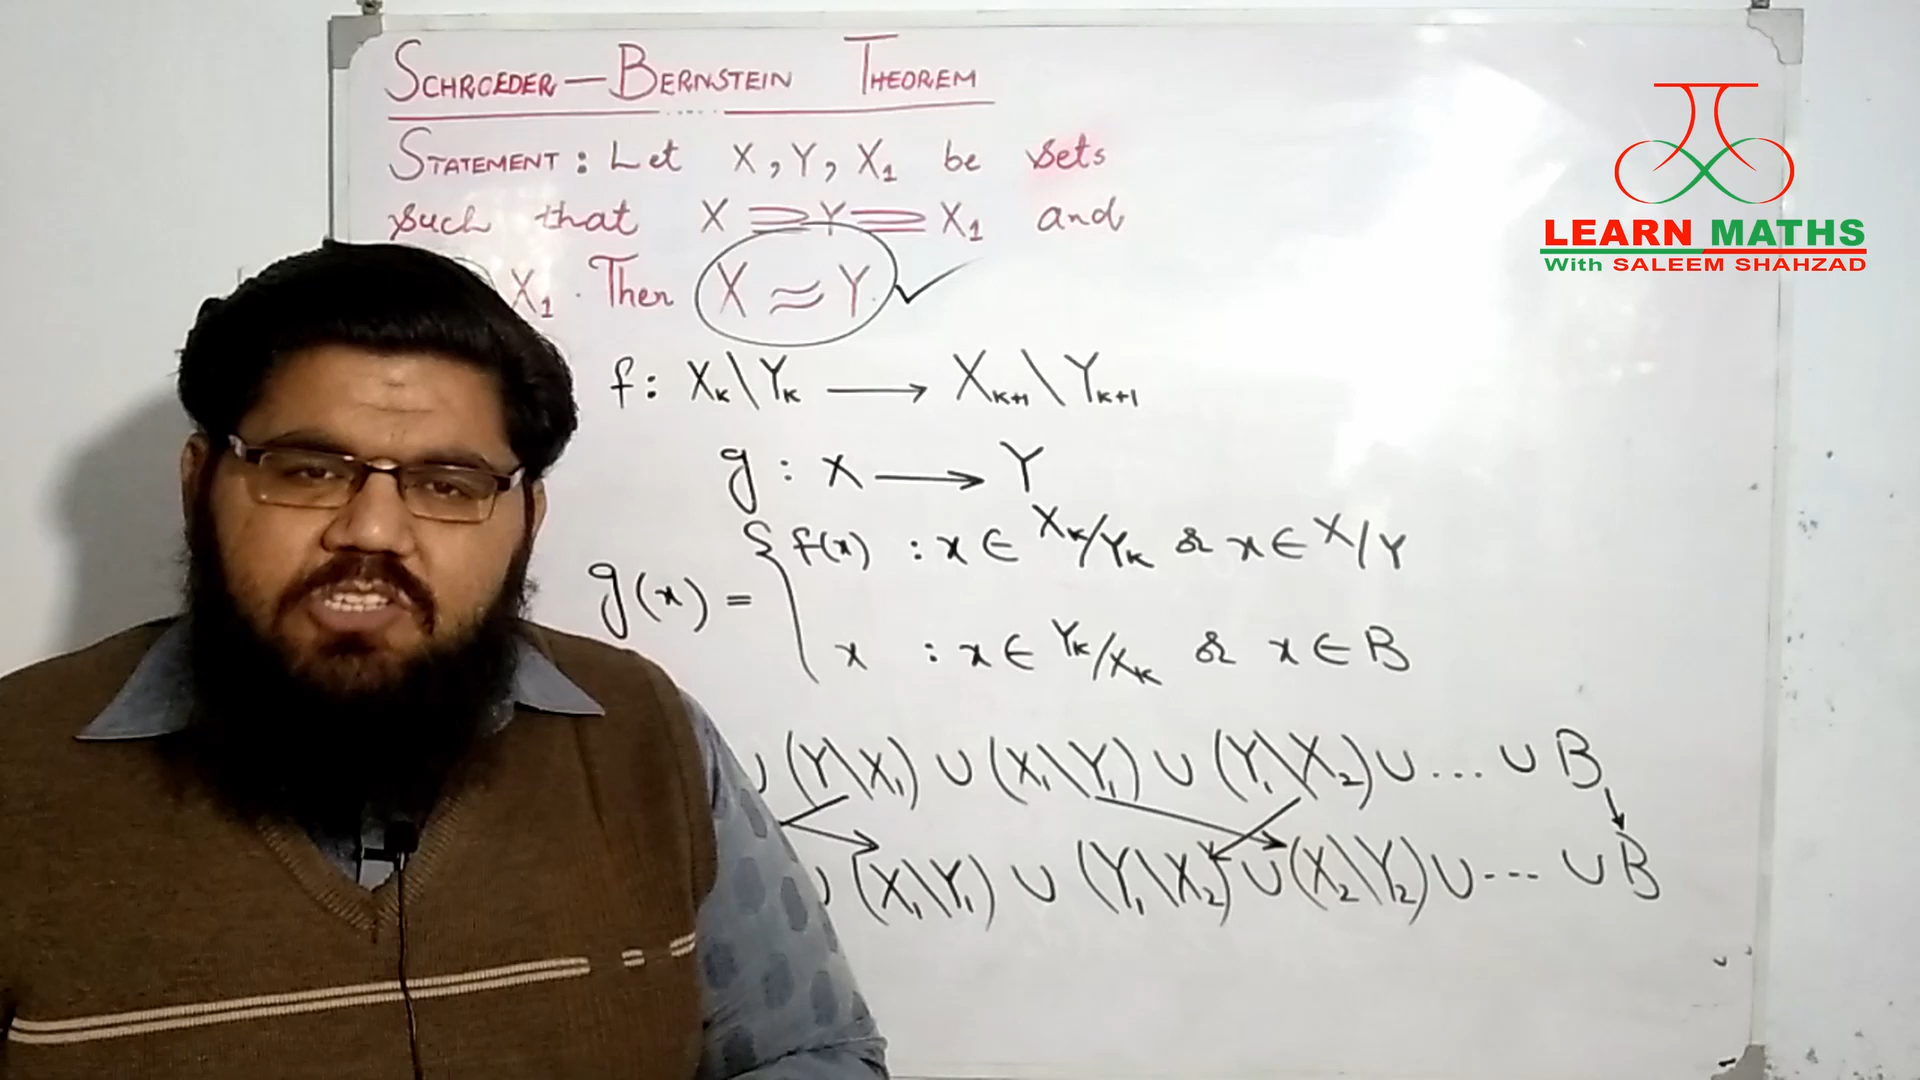 SCHROEDER — BERNSTEIN THEOREM
STATEMENT : Let X, Y, X₁ be sets
such that X ⊇ Y ⊇ X₁ and
X₁ . Then X ≈ Y. ✓
f : Xₖ \ Yₖ ⟶ Xₖ₊₁ \ Yₖ₊₁
g : X ⟶ Y
g(x) = { f(x) : x ∈ Xₖ/Yₖ & x ∈ X/Y
x : x ∈ Yₖ/Xₖ & x ∈ B
∪ (Y\X₁) ∪ (X₁\Y₁) ∪ (Y₁\X₂) ∪ ... ∪ B
∪ (X₁\Y₁) ∪ (Y₁\X₂) ∪ (X₂\Y₂) ∪ --- ∪ B
LEARN MATHS
With SALEEM SHAHZAD